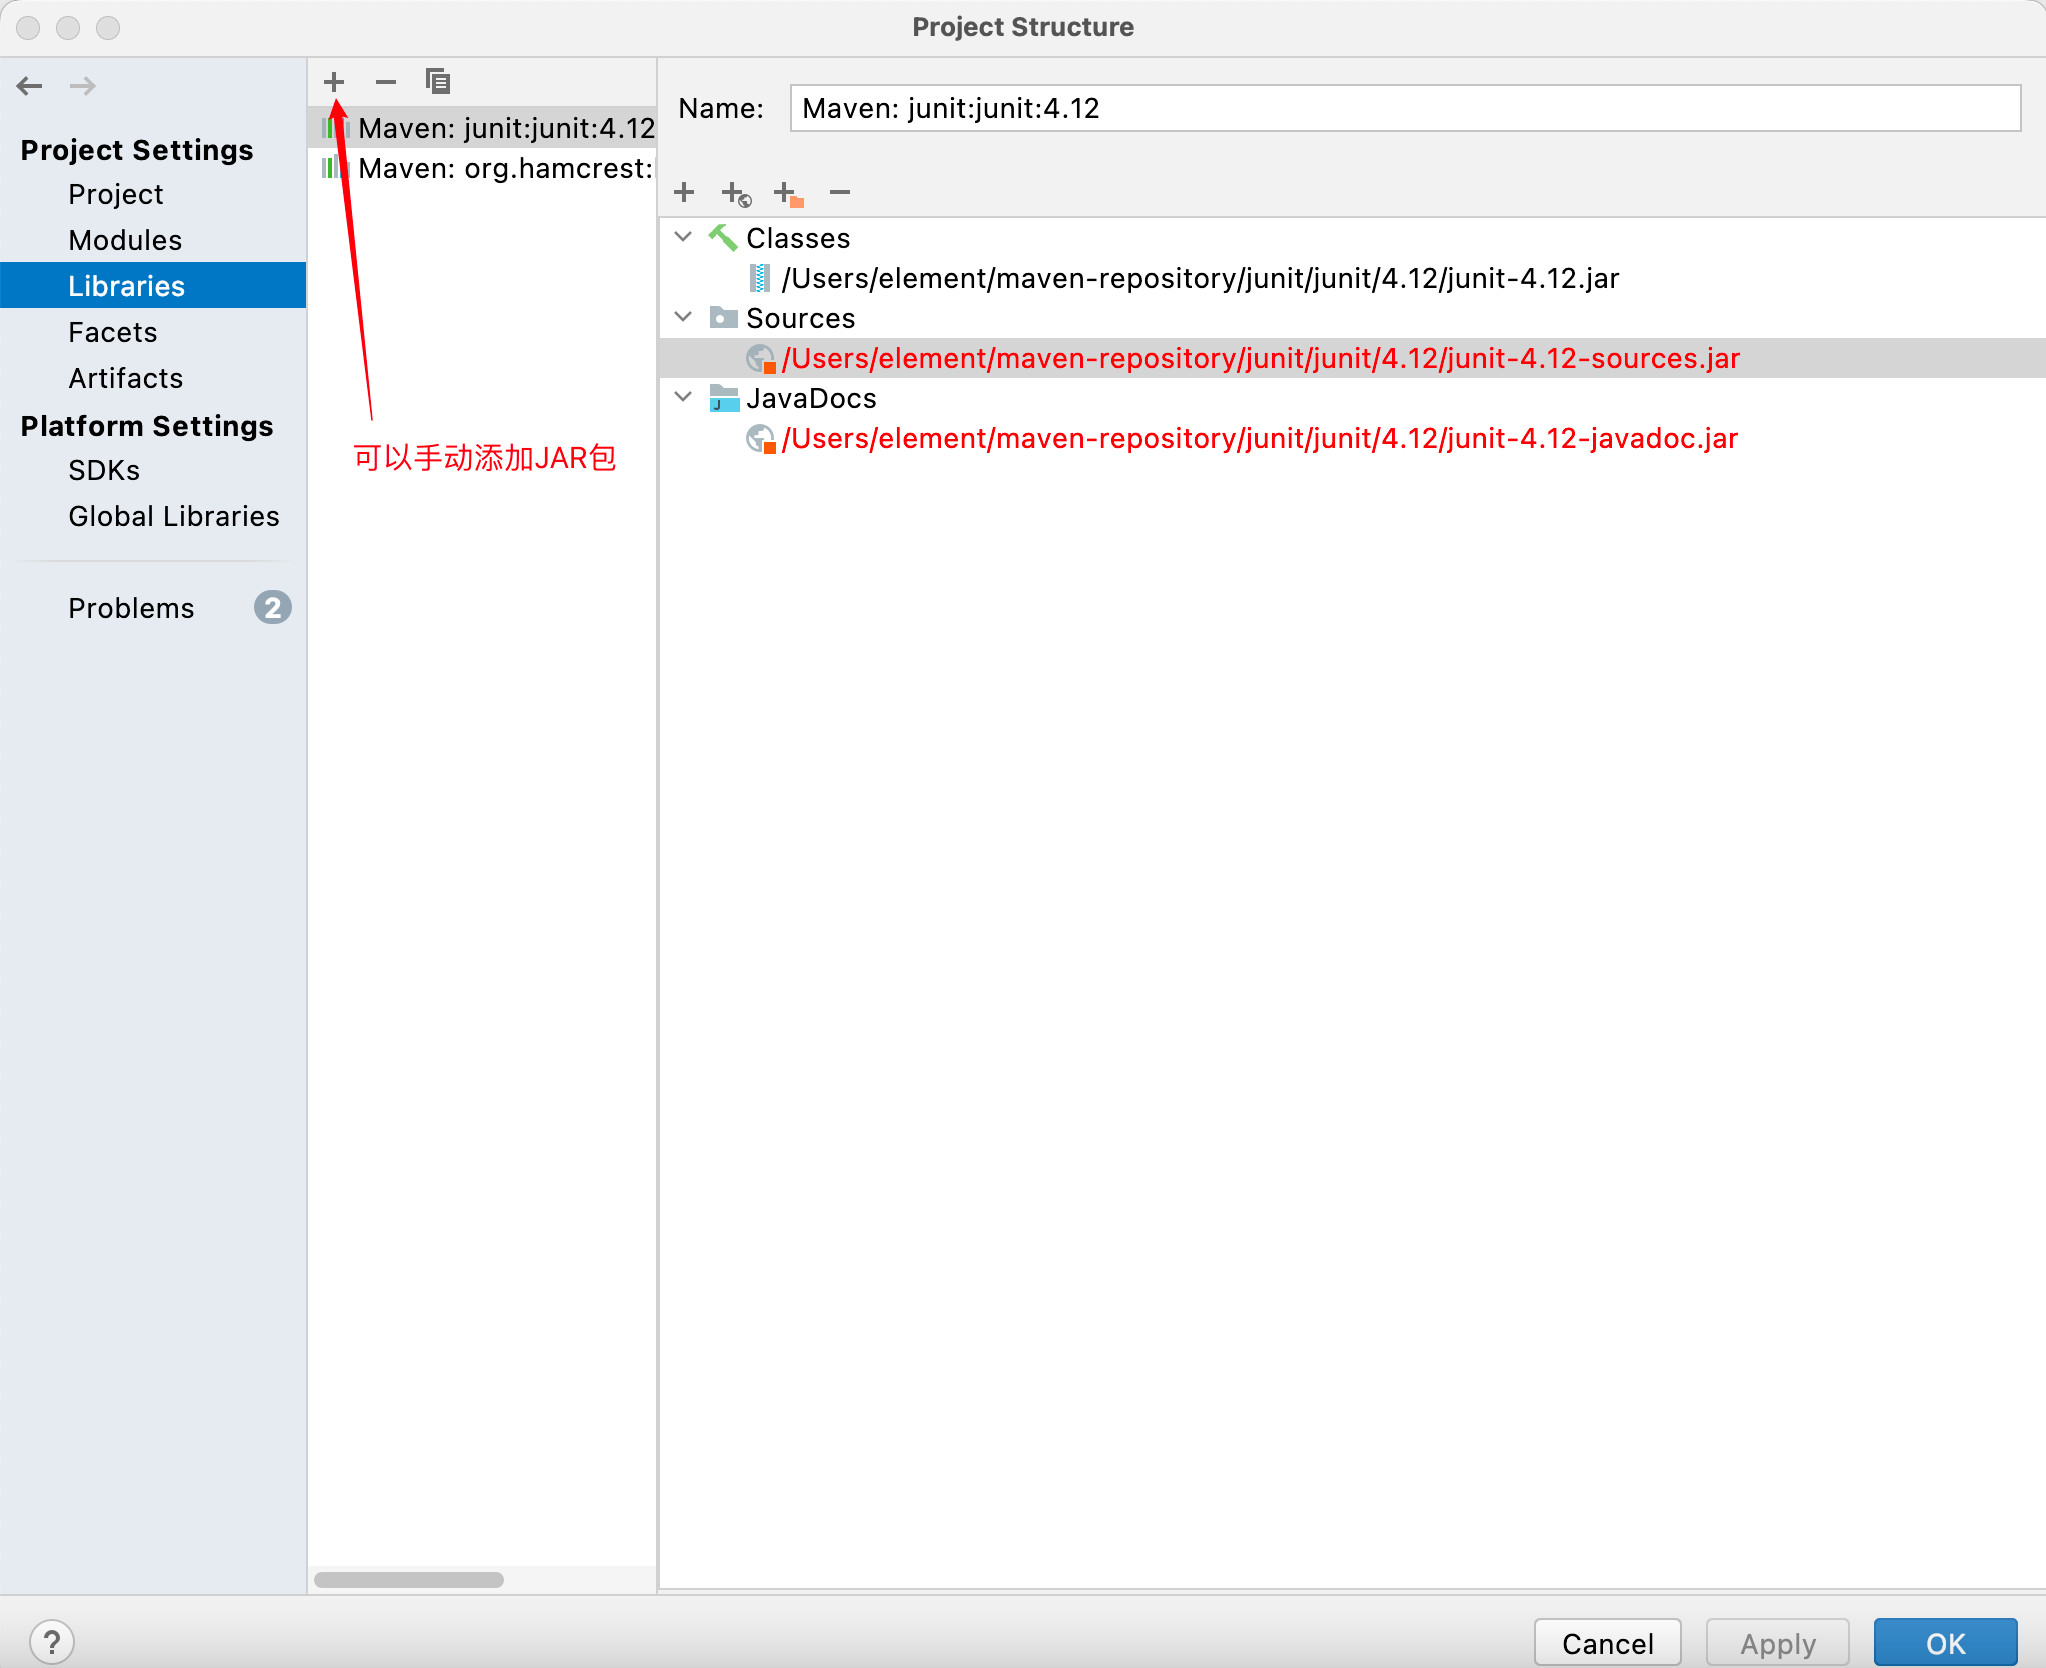 Project Structure
Project Settings
Project
Modules
Libraries
Facets
Artifacts
Platform Settings
SDKs
Global Libraries
Problems 2
Maven: junit:junit:4.12
Maven: org.hamcrest:
可以手动添加JAR包
Name: Maven: junit:junit:4.12
Classes
/Users/element/maven-repository/junit/junit/4.12/junit-4.12.jar
Sources
/Users/element/maven-repository/junit/junit/4.12/junit-4.12-sources.jar
JavaDocs
/Users/element/maven-repository/junit/junit/4.12/junit-4.12-javadoc.jar
?
Cancel
Apply
OK